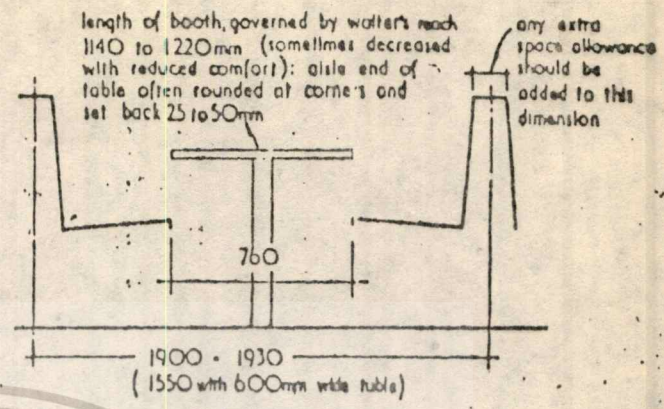 length of booth, governed by waiter's reach
1140 to 1220mm (sometimes decreased
with reduced comfort): aisle end of
table often rounded at corners and
set back 25 to 50mm
any extra
space allowance
should be
added to this
dimension
760
1900 - 1930
(1550 with 600mm wide table)